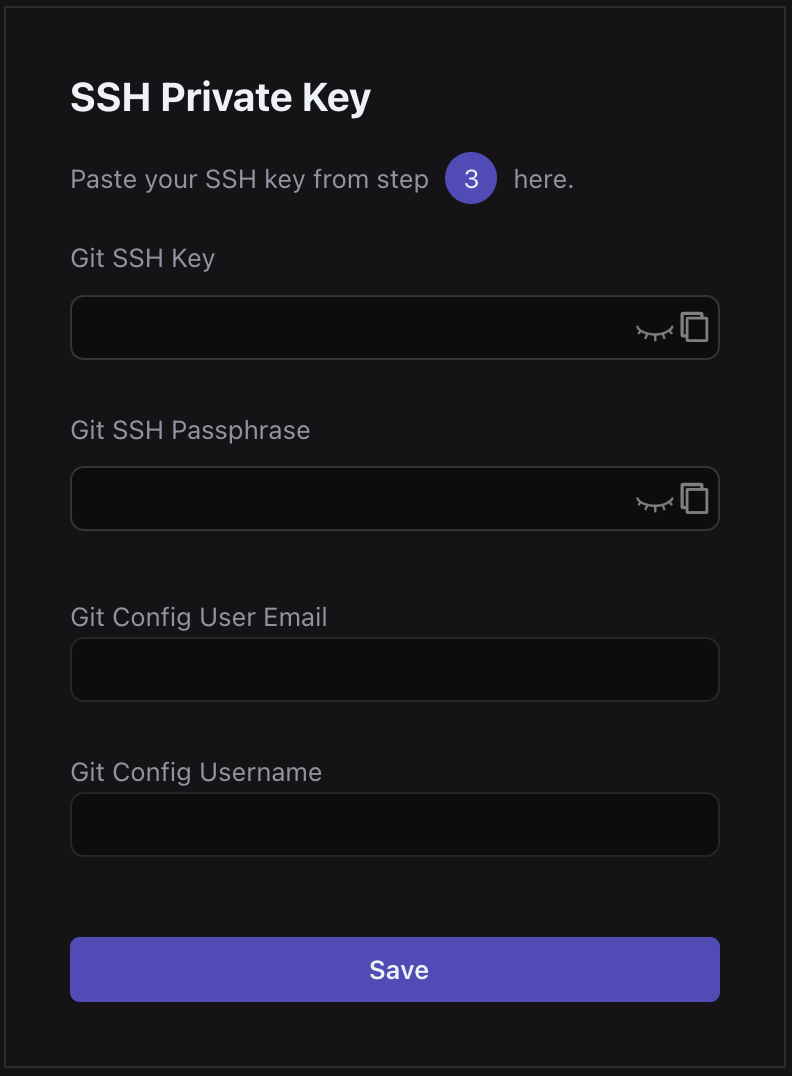 SSH Private Key
Paste your SSH key from step 3 here.
Git SSH Key
Git SSH Passphrase
Git Config User Email
Git Config Username
Save